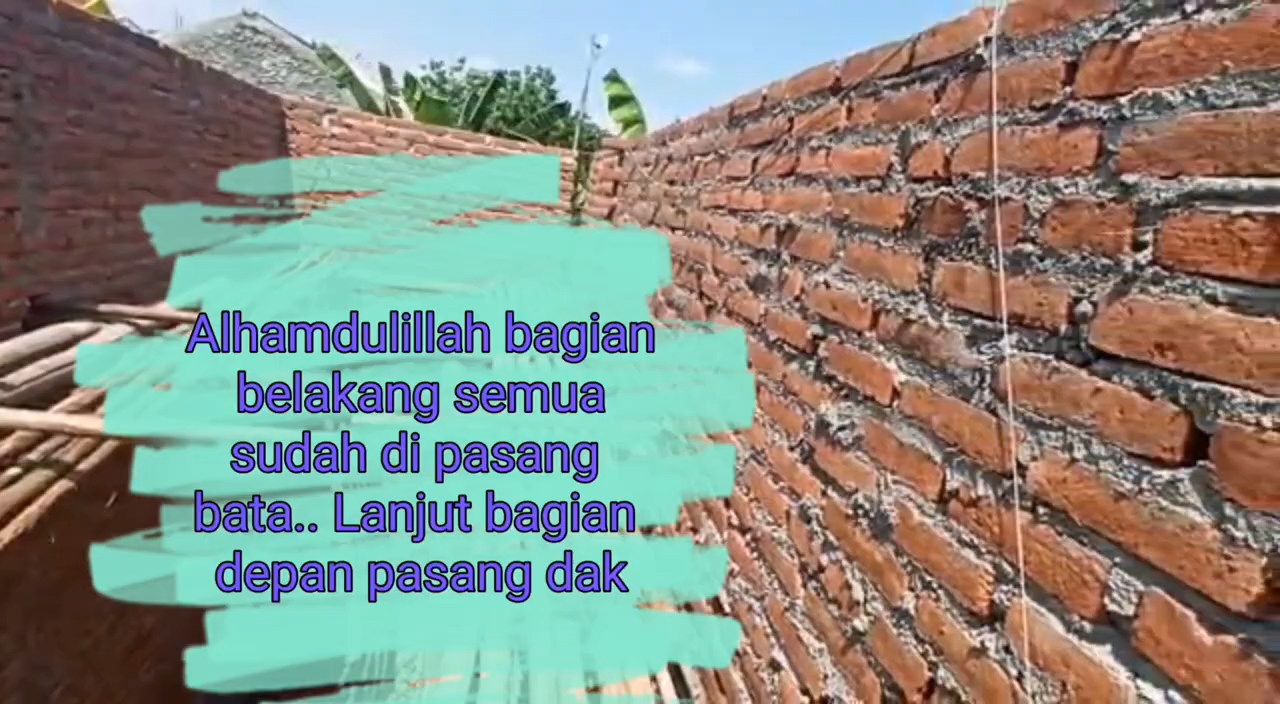 Alhamdulillah bagian
belakang semua
sudah di pasang
bata.. Lanjut bagian
depan pasang dak